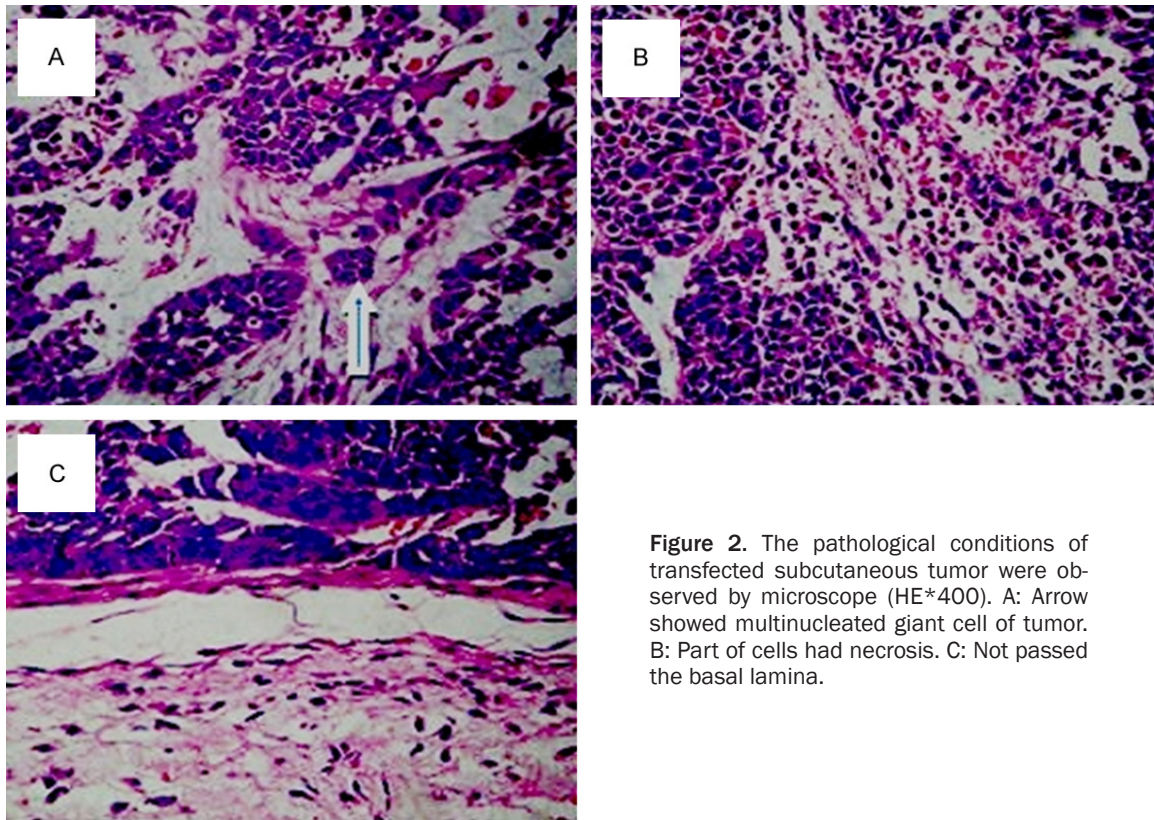 A
B
C
Figure 2. The pathological conditions of
transfected subcutaneous tumor were ob-
served by microscope (HE*400). A: Arrow
showed multinucleated giant cell of tumor.
B: Part of cells had necrosis. C: Not passed
the basal lamina.